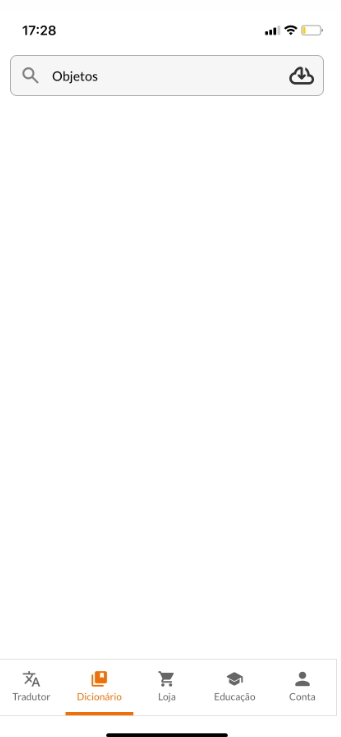 17:28
Objetos
Tradutor
Dicionário
Loja
Educação
Conta